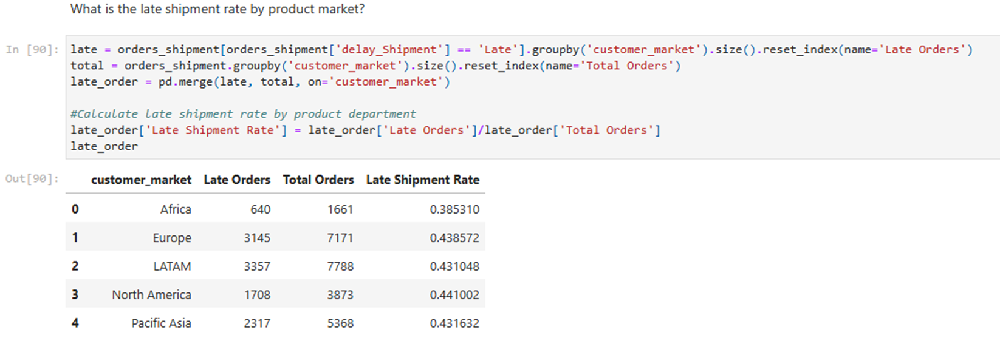 What is the late shipment rate by product market?
In [90]: late = orders_shipment[orders_shipment['delay_Shipment'] == 'Late'].groupby('customer_market').size().reset_index(name='Late Orders')
total = orders_shipment.groupby('customer_market').size().reset_index(name='Total Orders')
late_order = pd.merge(late, total, on='customer_market')
#Calculate late shipment rate by product department
late_order['Late Shipment Rate'] = late_order['Late Orders']/late_order['Total Orders']
late_order
Out[90]: customer_market Late Orders Total Orders Late Shipment Rate
0 Africa 640 1661 0.385310
1 Europe 3145 7171 0.438572
2 LATAM 3357 7788 0.431048
3 North America 1708 3873 0.441002
4 Pacific Asia 2317 5368 0.431632